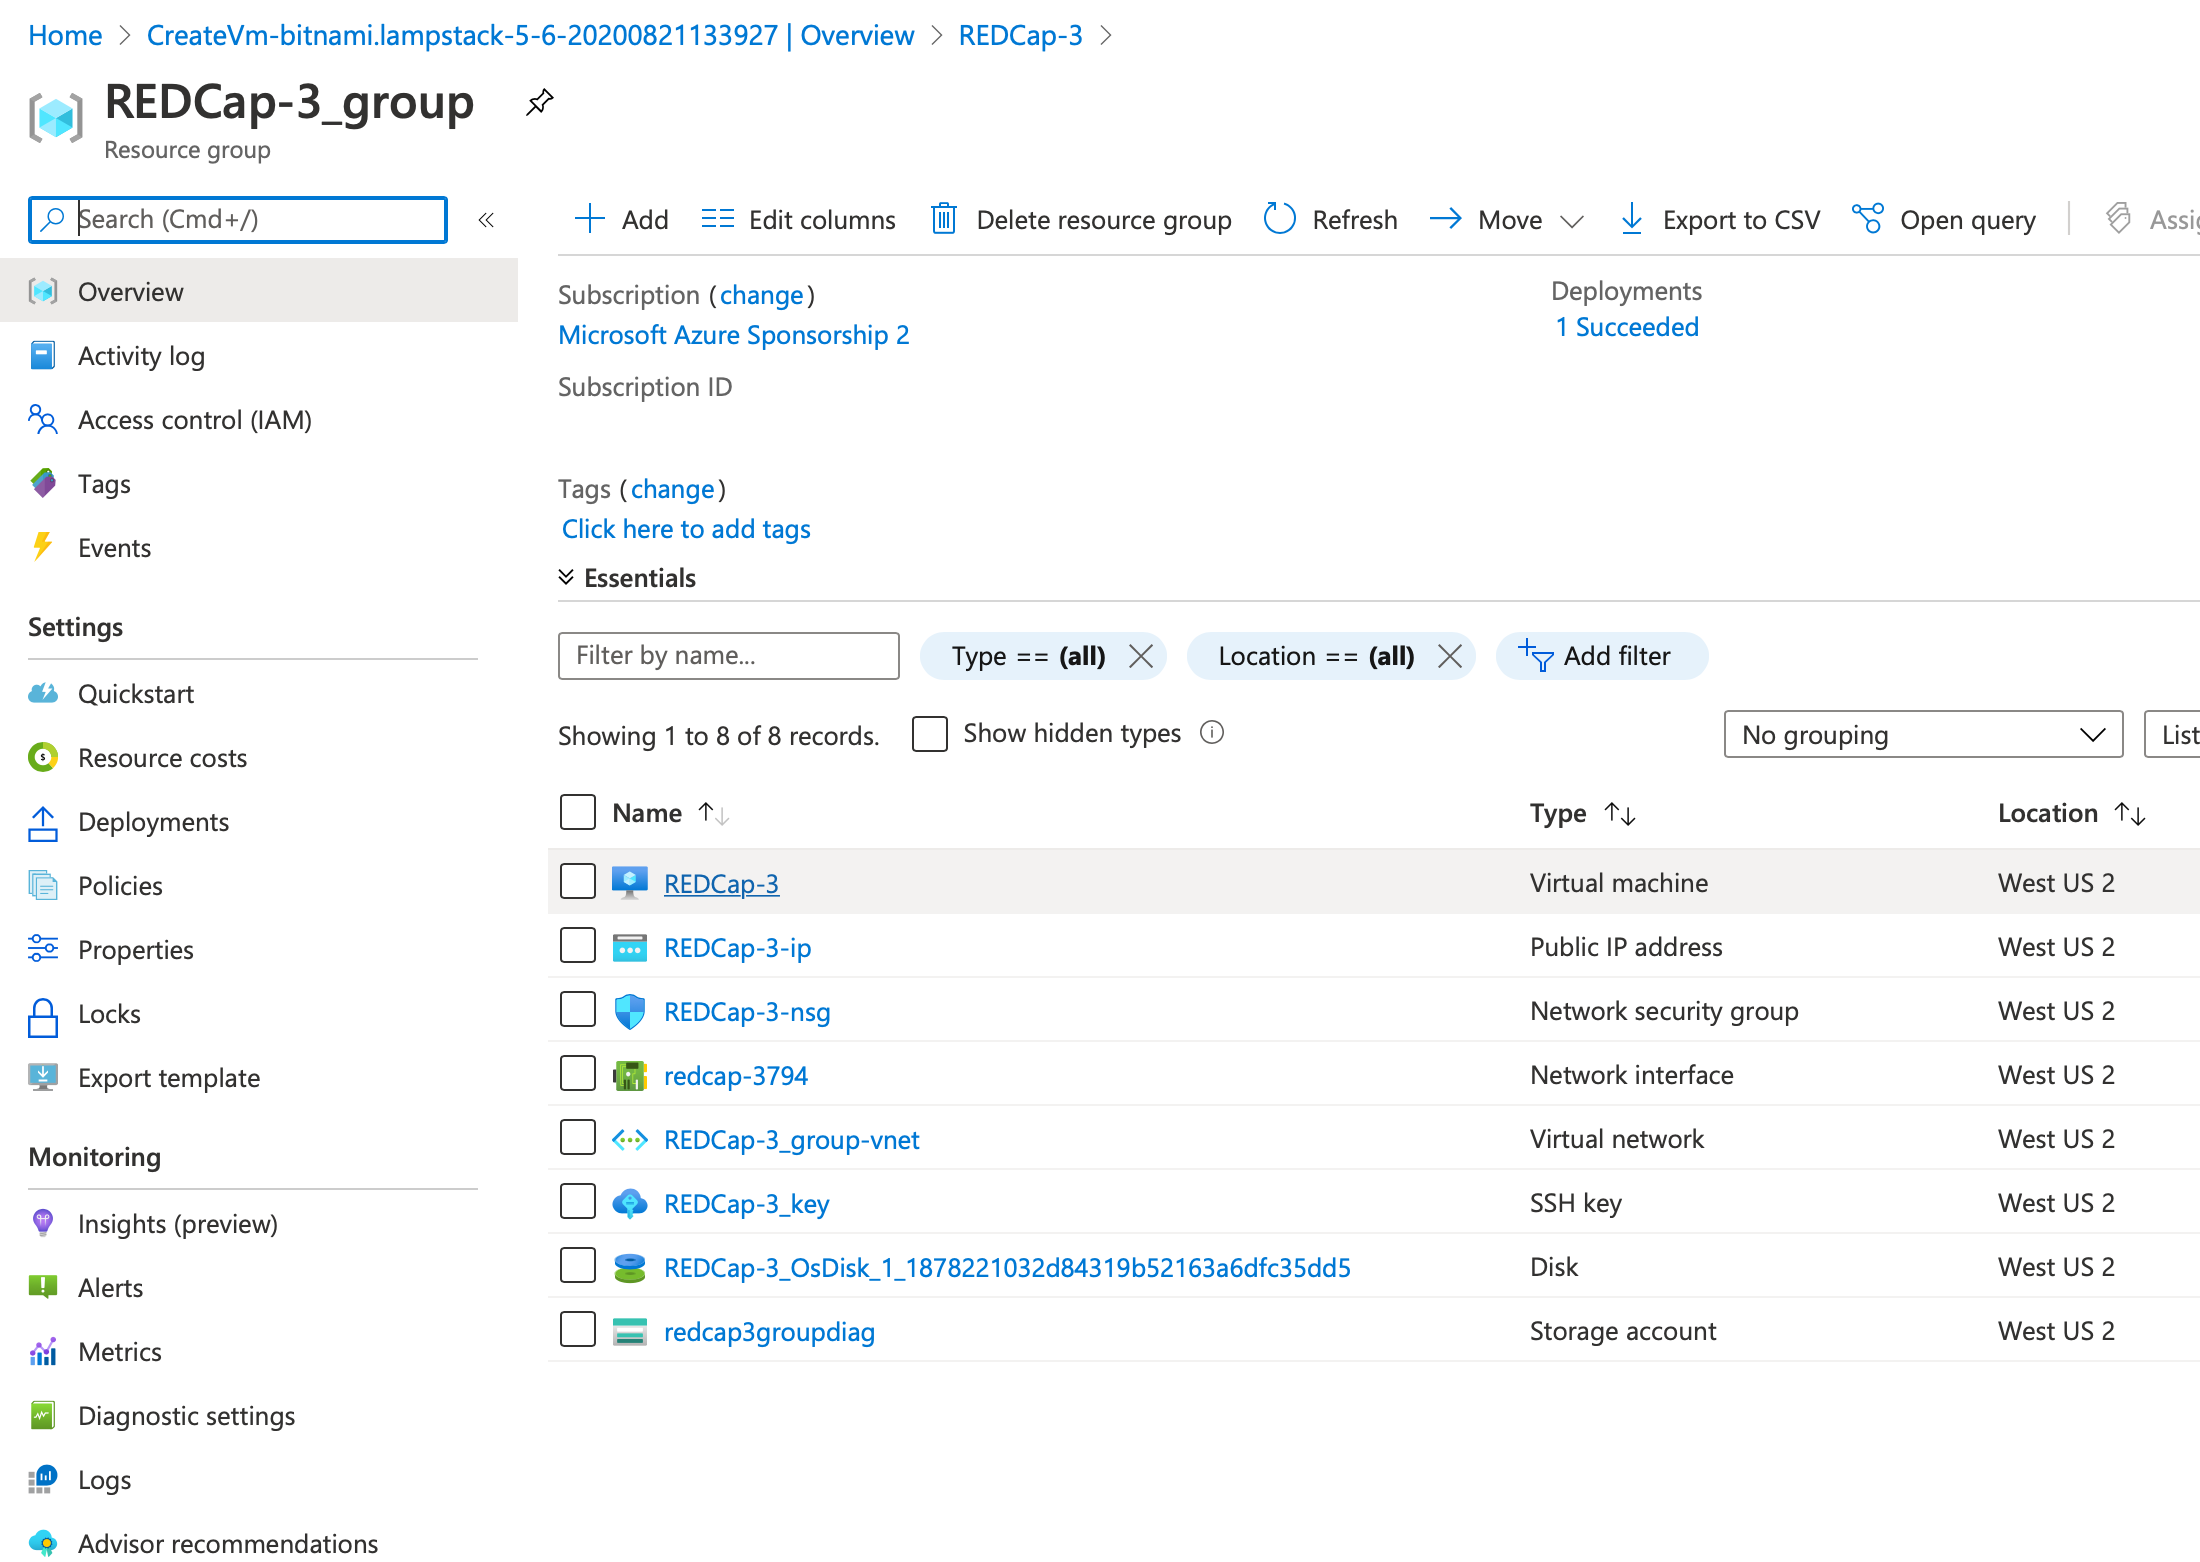 Home > CreateVm-bitnami.lampstack-5-6-20200821133927 | Overview > REDCap-3 >
REDCap-3_group
Resource group
Search (Cmd+/)
«
Add
Edit columns
Delete resource group
Refresh
Move
Export to CSV
Open query
Overview
Activity log
Access control (IAM)
Tags
Events
Settings
Quickstart
Resource costs
Deployments
Policies
Properties
Locks
Export template
Monitoring
Insights (preview)
Alerts
Metrics
Diagnostic settings
Logs
Advisor recommendations
Subscription (change)
Microsoft Azure Sponsorship 2
Subscription ID
Deployments
1 Succeeded
Tags (change)
Click here to add tags
Essentials
Filter by name...
Type == (all)
Location == (all)
Add filter
Showing 1 to 8 of 8 records.
Show hidden types
No grouping
List
Name ↑↓ Type ↑↓ Location ↑↓
REDCap-3 Virtual machine West US 2
REDCap-3-ip Public IP address West US 2
REDCap-3-nsg Network security group West US 2
redcap-3794 Network interface West US 2
REDCap-3_group-vnet Virtual network West US 2
REDCap-3_key SSH key West US 2
REDCap-3_OsDisk_1_1878221032d84319b52163a6dfc35dd5 Disk West US 2
redcap3groupdiag Storage account West US 2